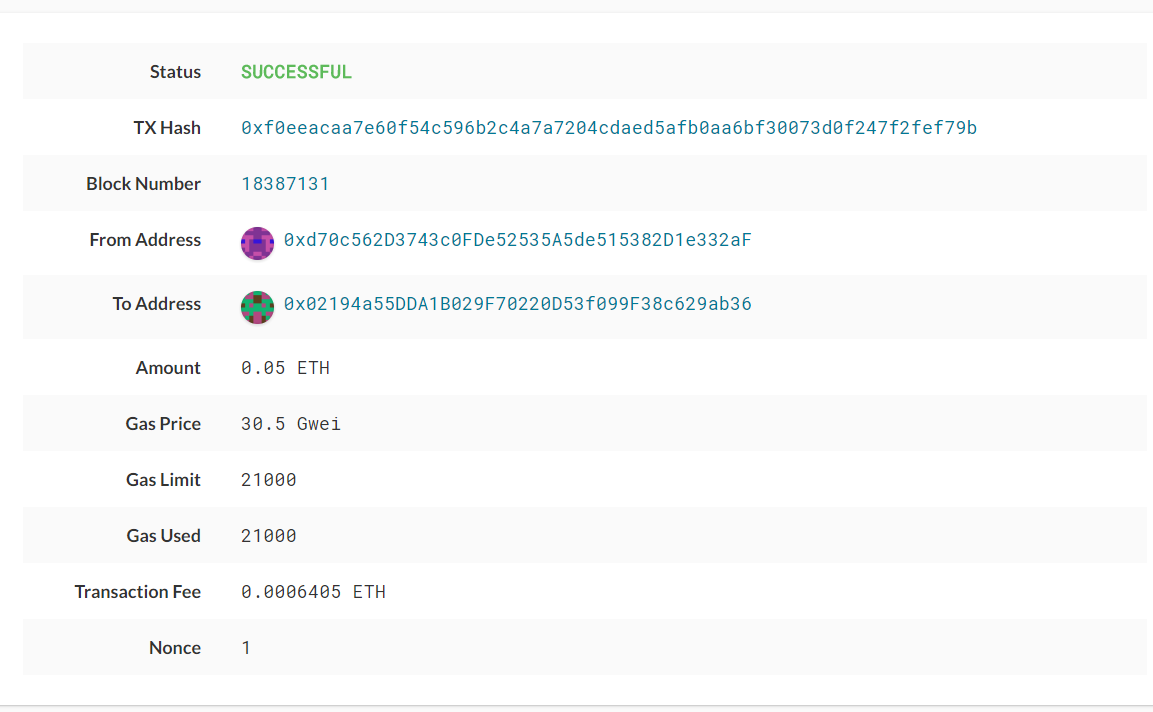 Status SUCCESSFUL
TX Hash 0xf0eeacaa7e60f54c596b2c4a7a7204cdaed5afb0aa6bf30073d0f247f2fef79b
Block Number 18387131
From Address 0xd70c562D3743c0FDe52535A5de515382D1e332aF
To Address 0x02194a55DDA1B029F70220D53f099F38c629ab36
Amount 0.05 ETH
Gas Price 30.5 Gwei
Gas Limit 21000
Gas Used 21000
Transaction Fee 0.0006405 ETH
Nonce 1